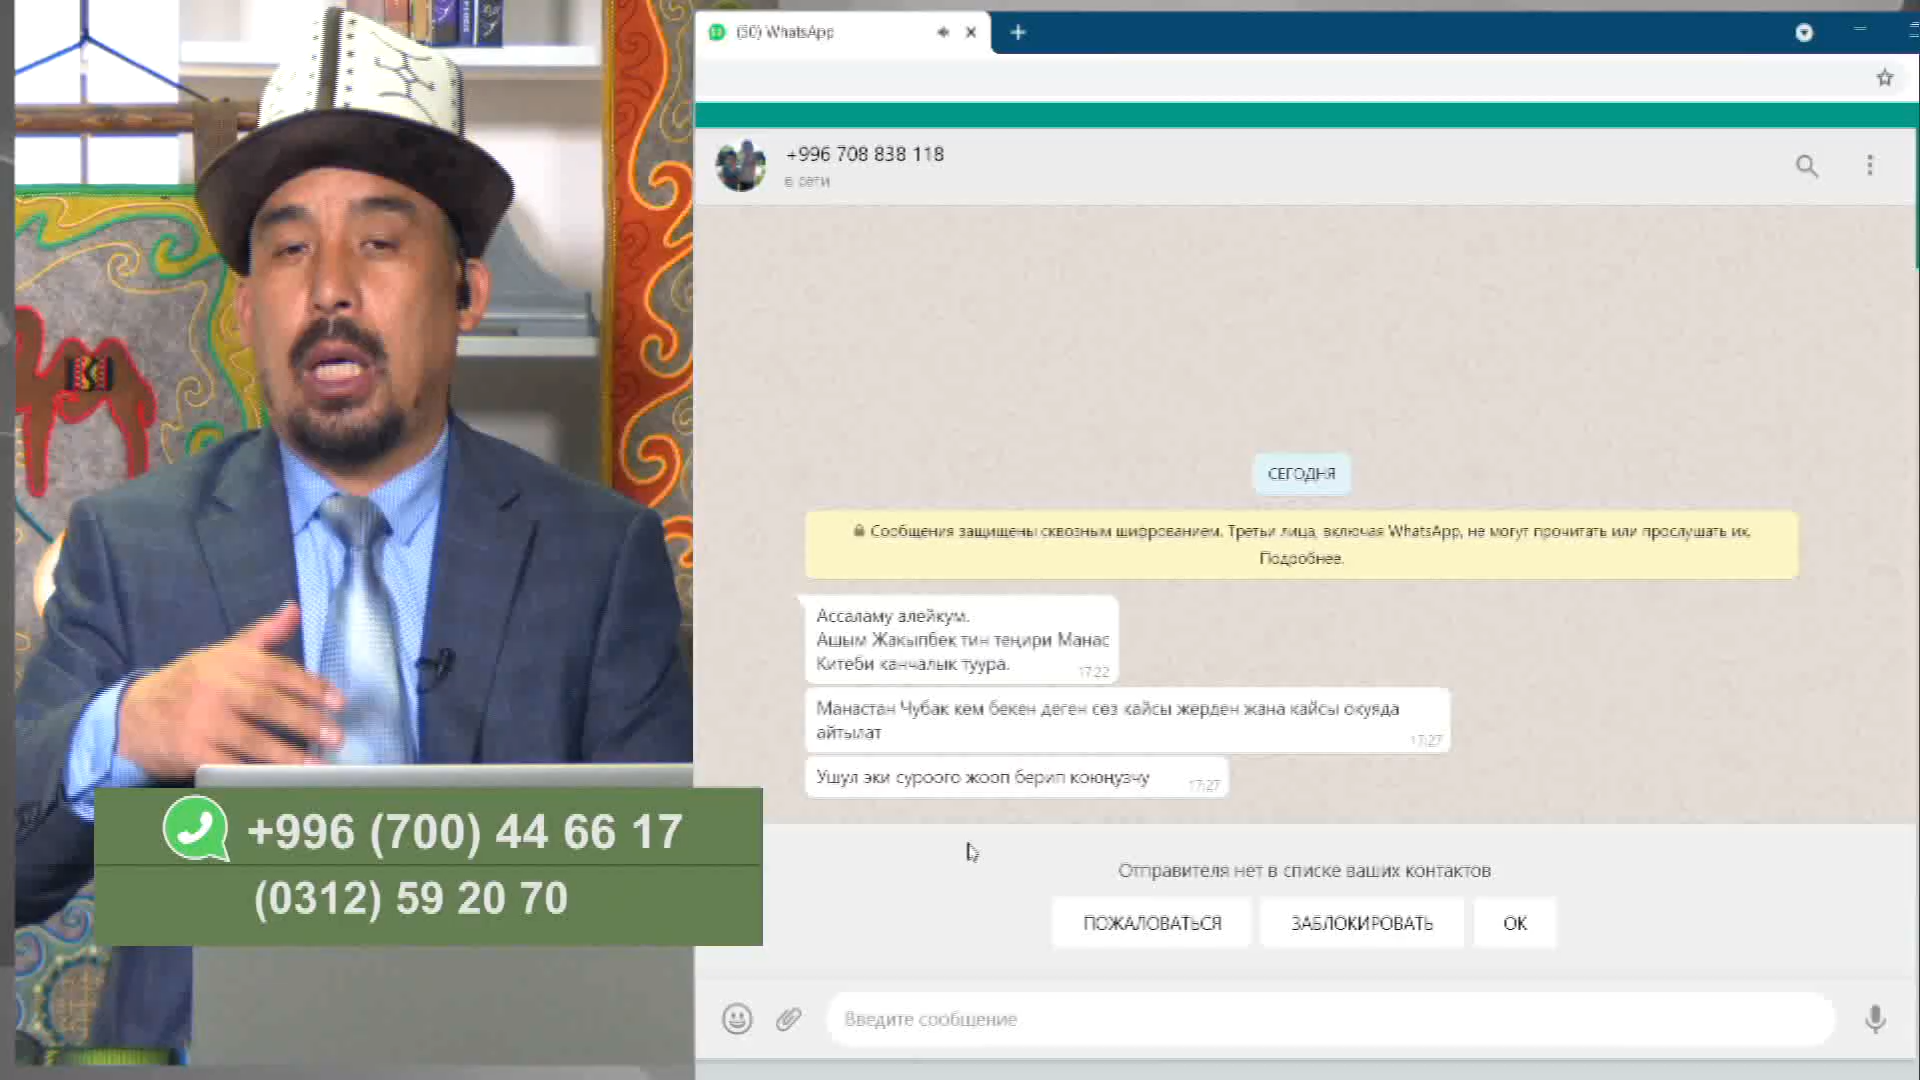 (50) WhatsApp
+996 708 838 118
в сети
СЕГОДНЯ
Сообщения защищены сквозным шифрованием. Третьи лица, включая WhatsApp, не могут прочитать или прослушать их.
Подробнее.
Ассаламу алейкум.
Ашым Жакыпбек тин теңири Манас
Китеби канчалык туура.
17:22
Манастан Чубак кем бекен деген сөз кайсы жерден жана кайсы окуяда
айтылат
17:27
Ушул эки суроого жооп берип коюңузчу
17:27
Отправителя нет в списке ваших контактов
ПОЖАЛОВАТЬСЯ
ЗАБЛОКИРОВАТЬ
ОК
Введите сообщение
+996 (700) 44 66 17
(0312) 59 20 70